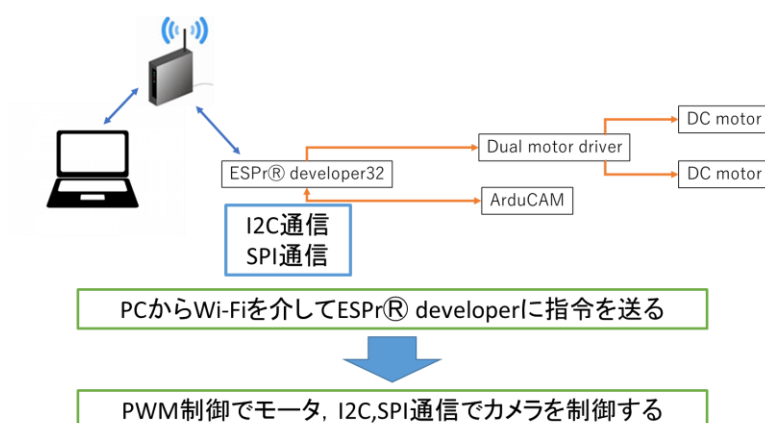 DC motor
Dual motor driver
ESPrⓇ developer32
DC motor
ArduCAM
I2C通信
SPI通信
PCからWi-Fiを介してESPrⓇ developerに指令を送る
PWM制御でモータ，I2C,SPI通信でカメラを制御する